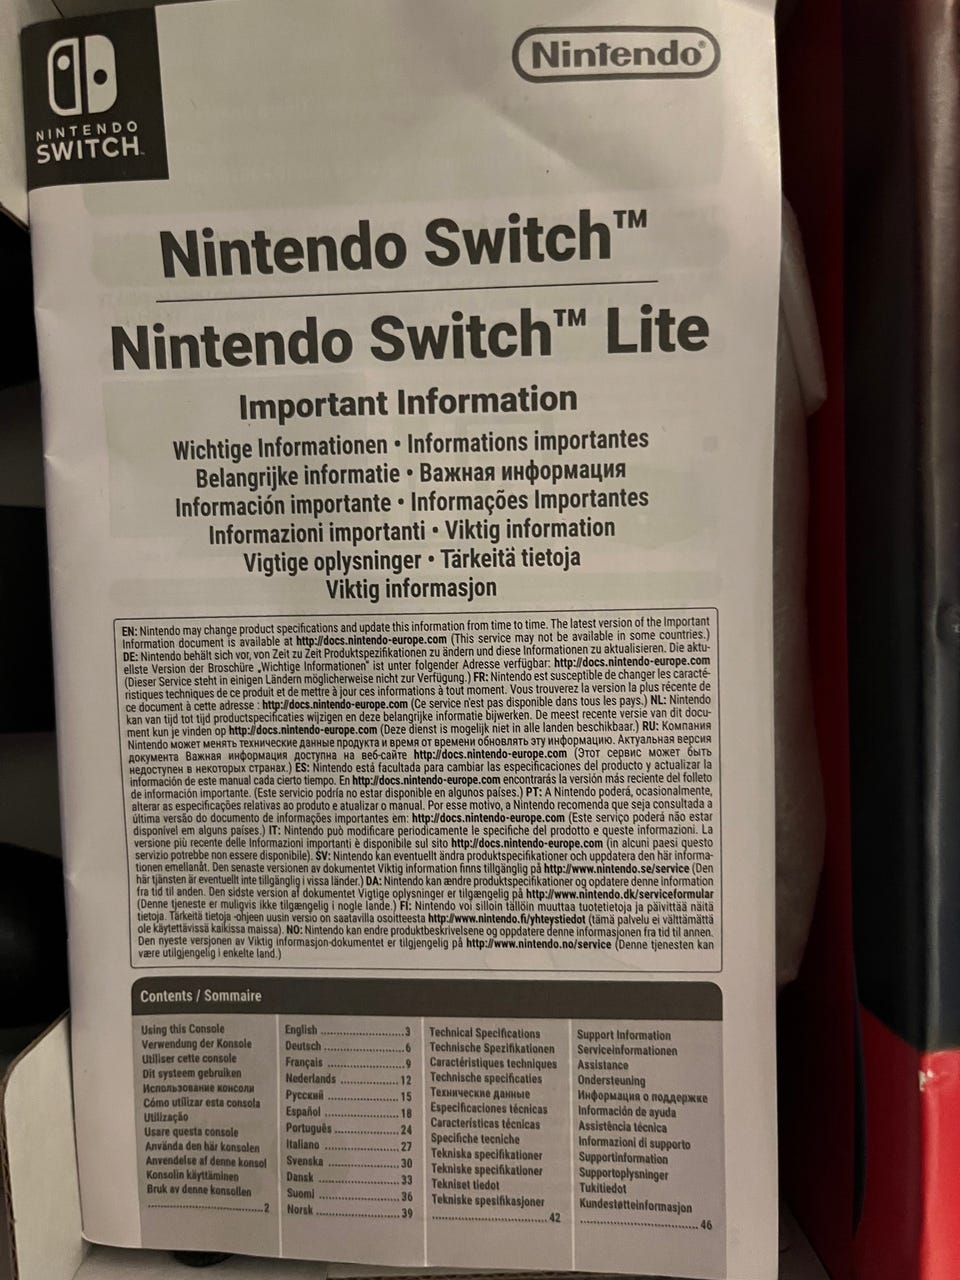 NINTENDO
SWITCH™
Nintendo®
Nintendo Switch™
Nintendo Switch™ Lite
Important Information
Wichtige Informationen • Informations importantes
Belangrijke informatie • Важная информация
Información importante • Informações Importantes
Informazioni importanti • Viktig information
Vigtige oplysninger • Tärkeitä tietoja
Viktig informasjon
EN: Nintendo may change product specifications and update this information from time to time. The latest version of the Important
Information document is available at http://docs.nintendo-europe.com (This service may not be available in some countries.)
DE: Nintendo behält sich vor, von Zeit zu Zeit Produktspezifikationen zu ändern und diese Informationen zu aktualisieren. Die aktu-
ellste Version der Broschüre „Wichtige Informationen" ist unter folgender Adresse verfügbar: http://docs.nintendo-europe.com
(Dieser Service steht in einigen Ländern möglicherweise nicht zur Verfügung.) FR: Nintendo est susceptible de changer les caracté-
ristiques techniques de ce produit et de mettre à jour ces informations à tout moment. Vous trouverez la version la plus récente de
ce document à cette adresse : http://docs.nintendo-europe.com (Ce service n'est pas disponible dans tous les pays.) NL: Nintendo
kan van tijd tot tijd productspecificaties wijzigen en deze belangrijke informatie bijwerken. De meest recente versie van dit docu-
ment kun je vinden op http://docs.nintendo-europe.com (Deze dienst is mogelijk niet in alle landen beschikbaar.) RU: Компания
Nintendo может менять технические данные продукта и время от времени обновлять эту информацию. Актуальная версия
документа Важная информация доступна на веб-сайте http://docs.nintendo-europe.com (Этот сервис может быть
недоступен в некоторых странах.) ES: Nintendo está facultada para cambiar las especificaciones del producto y actualizar la
información de este manual cada cierto tiempo. En http://docs.nintendo-europe.com encontrarás la versión más reciente del folleto
de información importante. (Este servicio podría no estar disponible en algunos países.) PT: A Nintendo poderá, ocasionalmente,
alterar as especificações relativas ao produto e atualizar o manual. Por esse motivo, a Nintendo recomenda que seja consultada a
última versão do documento de informações importantes em: http://docs.nintendo-europe.com (Este serviço poderá não estar
disponível em alguns países.) IT: Nintendo può modificare periodicamente le specifiche del prodotto e queste informazioni. La
versione più recente delle Informazioni importanti è disponibile sul sito http://docs.nintendo-europe.com (in alcuni paesi questo
servizio potrebbe non essere disponibile). SV: Nintendo kan eventuellt ändra produktspecifikationer och uppdatera den här informa-
tionen emellanåt. Den senaste versionen av dokumentet Viktig information finns tillgänglig på http://www.nintendo.se/service (Den
här tjänsten är eventuellt inte tillgänglig i vissa länder.) DA: Nintendo kan ændre produktspecifikationer og opdatere denne information
fra tid til anden. Den sidste version af dokumentet Vigtige oplysninger er tilgængelig på http://www.nintendo.dk/serviceformular
(Denne tjeneste er muligvis ikke tilgængelig i nogle lande.) FI: Nintendo voi silloin tällöin muuttaa tuotetietoja ja päivittää näitä
tietoja. Tärkeitä tietoja -ohjeen uusin versio on saatavilla osoitteesta http://www.nintendo.fi/yhteystiedot (tämä palvelu ei välttämättä
ole käytettävissä kaikissa maissa). NO: Nintendo kan endre produktbeskrivelsene og oppdatere denne informasjonen fra tid til annen.
Den nyeste versjonen av Viktig informasjon-dokumentet er tilgjengelig på http://www.nintendo.no/service (Denne tjenesten kan
være utilgjengelig i enkelte land.)
Contents / Sommaire
Using this Console
Verwendung der Konsole
Utiliser cette console
Dit systeem gebruiken
Использование консоли
Cómo utilizar esta consola
Utilização
Usare questa console
Använda den här konsolen
Anvendelse af denne konsol
Konsolin käyttäminen
Bruk av denne konsollen
..............................2
English ........................3
Deutsch .......................6
Français .......................9
Nederlands ................12
Русский .....................15
Español ......................18
Português ..................24
Italiano .......................27
Svenska .....................30
Dansk .........................33
Suomi .........................36
Norsk .........................39
Technical Specifications
Technische Spezifikationen
Caractéristiques techniques
Technische specificaties
Технические данные
Especificaciones técnicas
Características técnicas
Specifiche tecniche
Tekniska specifikationer
Tekniske specifikationer
Tekniset tiedot
Tekniske spesifikasjoner
..............................42
Support Information
Serviceinformationen
Assistance
Ondersteuning
Информация о поддержке
Información de ayuda
Assistência técnica
Informazioni di supporto
Supportinformation
Supportoplysninger
Tukitiedot
Kundestøtteinformasjon
..............................46